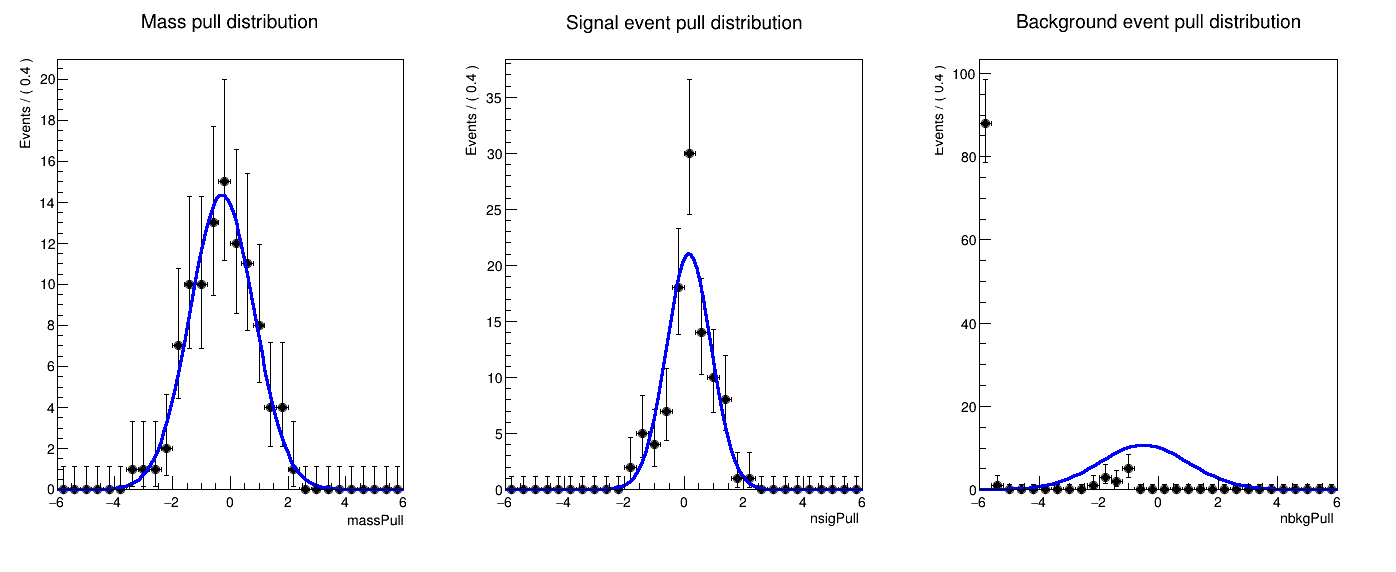 Mass pull distribution
Events / ( 0.4 )
20
18
16
14
12
10
8
6
4
2
0
−6 −4 −2 0 2 4 6
massPull
Signal event pull distribution
Events / ( 0.4 )
35
30
25
20
15
10
5
0
−6 −4 −2 0 2 4 6
nsigPull
Background event pull distribution
Events / ( 0.4 )
100
80
60
40
20
0
−6 −4 −2 0 2 4 6
nbkgPull